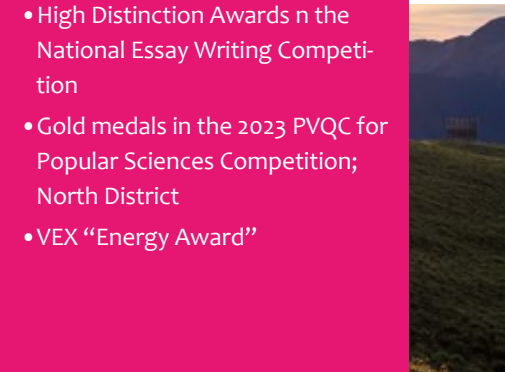 •High Distinction Awards n the
National Essay Writing Competi-
tion
•Gold medals in the 2023 PVQC for
Popular Sciences Competition;
North District
•VEX “Energy Award”